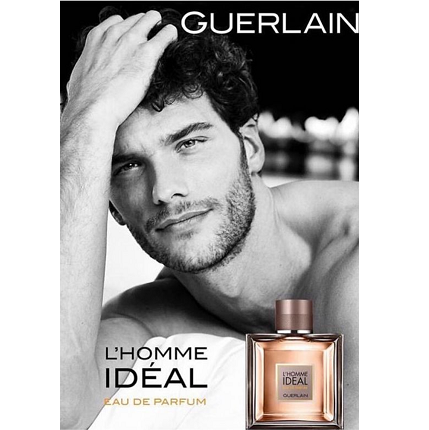 GUERLAIN
L'HOMME
IDÉAL
EAU DE PARFUM
L'HOMME
IDÉAL
GUERLAIN